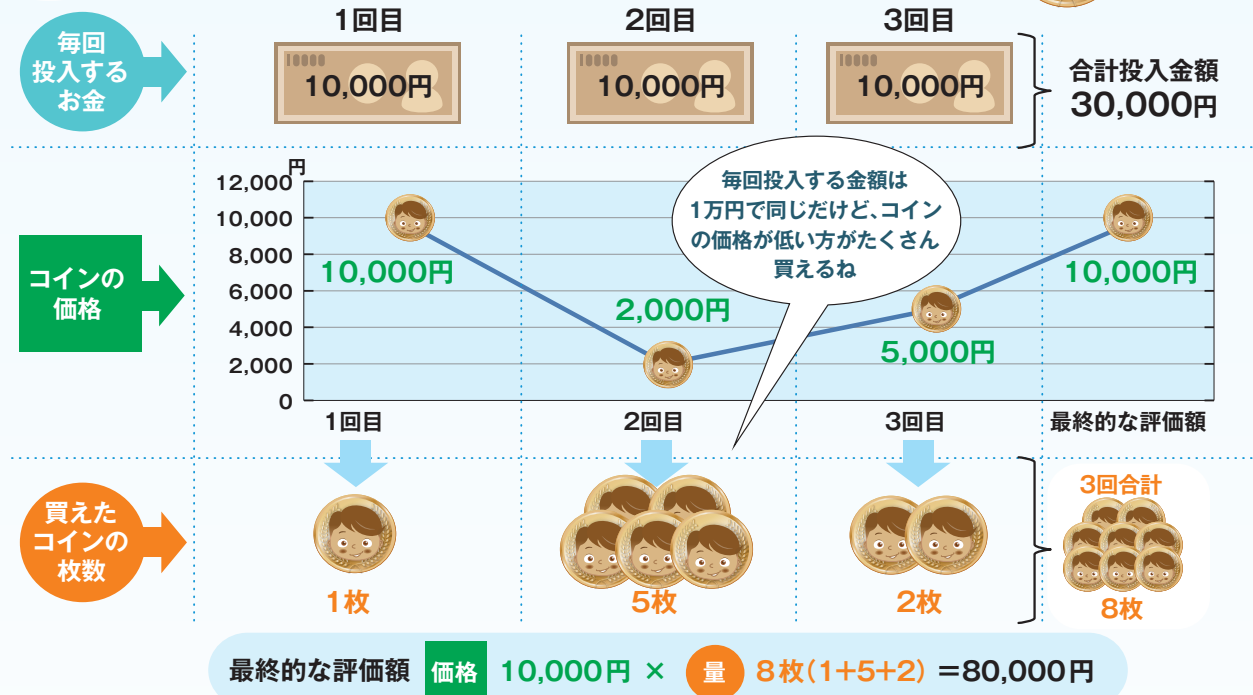 1回目
2回目
3回目
毎回
投入する
お金
10000
10,000円
10000
10,000円
10000
10,000円
合計投入金額
30,000円
円
12,000
10,000
8,000
6,000
4,000
2,000
0
コインの
価格
10,000円
2,000円
5,000円
10,000円
毎回投入する金額は
1万円で同じだけど、コイン
の価格が低い方がたくさん
買えるね
1回目
2回目
3回目
最終的な評価額
買えた
コインの
枚数
1枚
5枚
2枚
3回合計
8枚
最終的な評価額 価格 10,000円 × 量 8枚(1+5+2) =80,000円